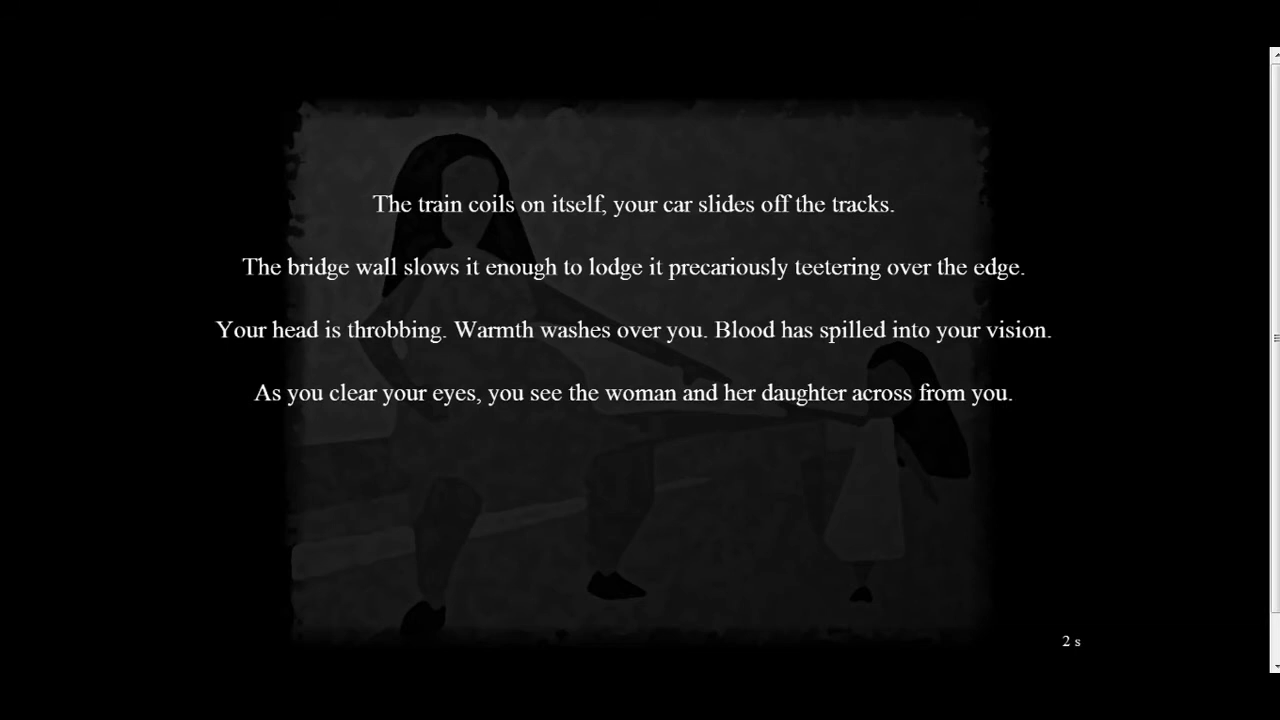 The train coils on itself, your car slides off the tracks.
The bridge wall slows it enough to lodge it precariously teetering over the edge.
Your head is throbbing. Warmth washes over you. Blood has spilled into your vision.
As you clear your eyes, you see the woman and her daughter across from you.
2 s